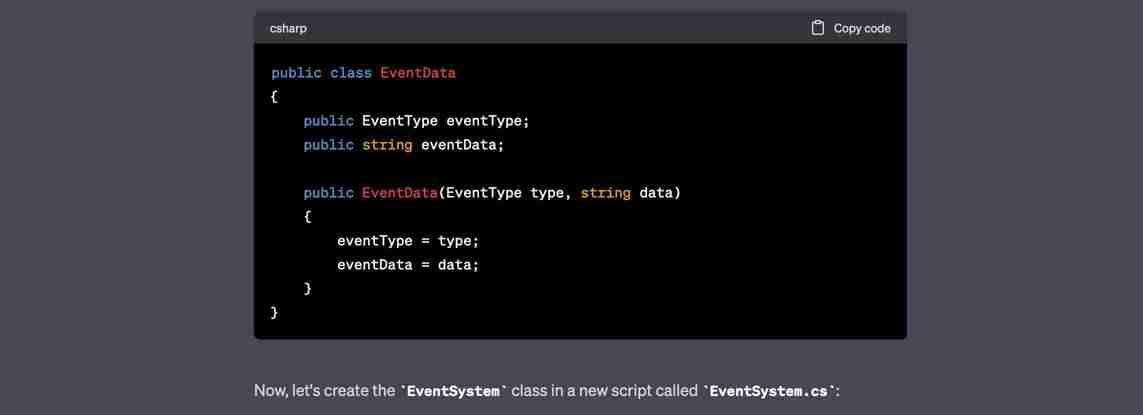 csharp Copy code
public class EventData
{
    public EventType eventType;
    public string eventData;

    public EventData(EventType type, string data)
    {
        eventType = type;
        eventData = data;
    }
}
Now, let's create the `EventSystem` class in a new script called `EventSystem.cs`: